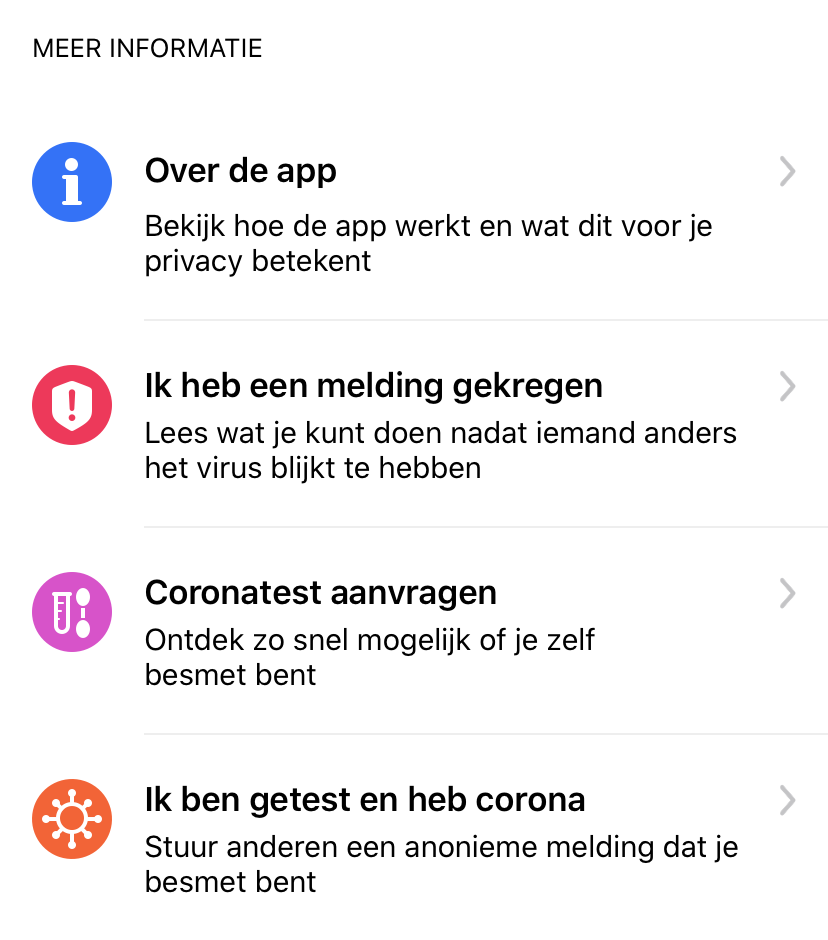 MEER INFORMATIE
Over de app
Bekijk hoe de app werkt en wat dit voor je
privacy betekent
Ik heb een melding gekregen
Lees wat je kunt doen nadat iemand anders
het virus blijkt te hebben
Coronatest aanvragen
Ontdek zo snel mogelijk of je zelf
besmet bent
Ik ben getest en heb corona
Stuur anderen een anonieme melding dat je
besmet bent